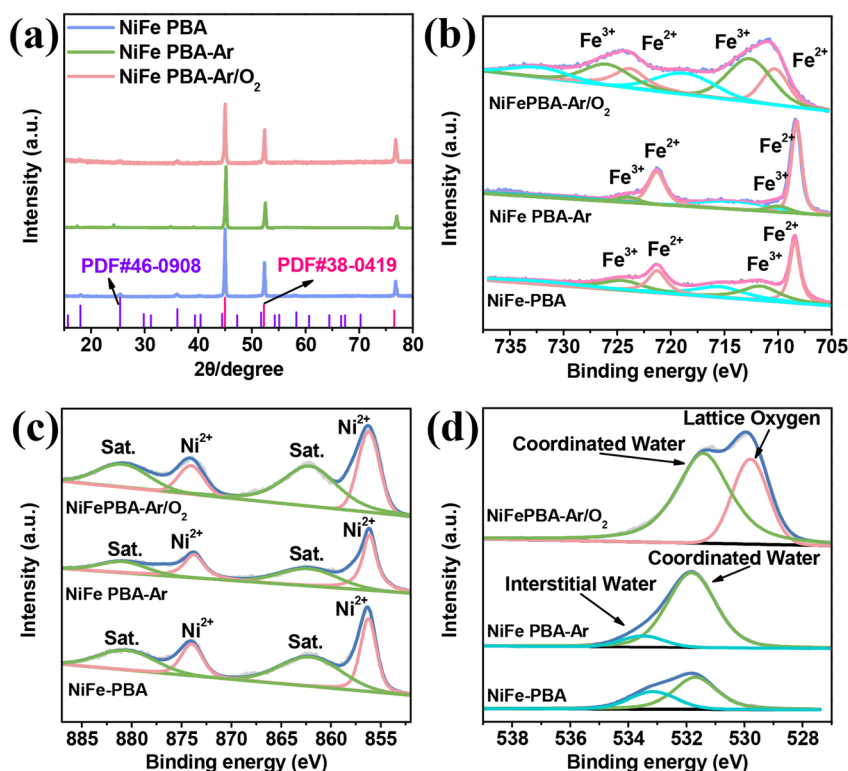 (a)
NiFe PBA
NiFe PBA-Ar
NiFe PBA-Ar/O₂
PDF#46-0908
PDF#38-0419
Intensity (a.u.)
20 30 40 50 60 70 80
2θ/degree
(b)
Fe³⁺ Fe²⁺ Fe³⁺ Fe²⁺
NiFePBA-Ar/O₂
Fe³⁺ Fe²⁺ Fe³⁺ Fe²⁺
NiFe PBA-Ar
Fe³⁺ Fe²⁺ Fe³⁺ Fe²⁺
NiFe-PBA
Intensity (a.u.)
735 730 725 720 715 710 705
Binding energy (eV)
(c)
Sat. Ni²⁺ Sat. Ni²⁺
NiFePBA-Ar/O₂
Sat. Ni²⁺ Sat. Ni²⁺
NiFe PBA-Ar
Sat. Ni²⁺ Sat. Ni²⁺
NiFe-PBA
Intensity (a.u.)
885 880 875 870 865 860 855
Binding energy (eV)
(d)
Lattice Oxygen
Coordinated Water
NiFePBA-Ar/O₂
Coordinated Water
Interstitial Water
NiFe PBA-Ar
NiFe-PBA
Intensity (a.u.)
538 536 534 532 530 528
Binding energy (eV)